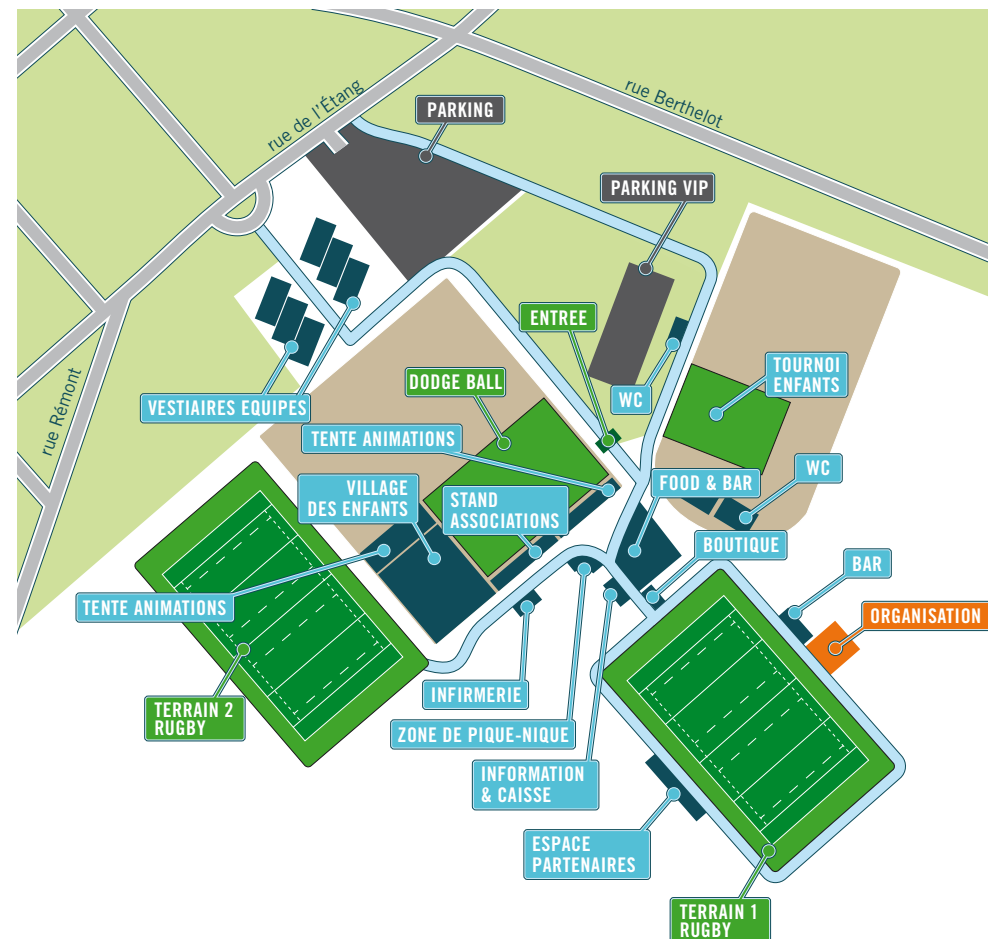 rue de l'Étang
rue Berthelot
PARKING
PARKING VIP
ENTREE
DODGE BALL
TOURNOI
ENFANTS
WC
rue Rémont
VESTIAIRES EQUIPES
TENTE ANIMATIONS
FOOD & BAR
WC
VILLAGE
DES ENFANTS
STAND
ASSOCIATIONS
BOUTIQUE
BAR
TENTE ANIMATIONS
ORGANISATION
INFIRMERIE
TERRAIN 2
RUGBY
ZONE DE PIQUE-NIQUE
INFORMATION
& CAISSE
ESPACE
PARTENAIRES
TERRAIN 1
RUGBY